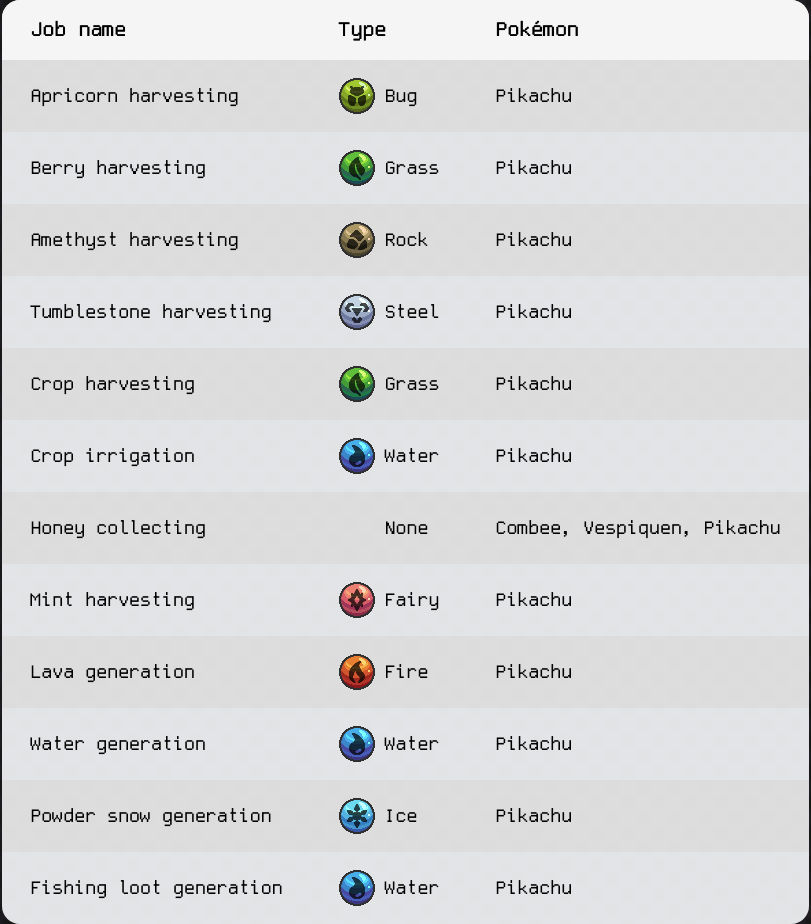 Job name Type Pokémon
Apricorn harvesting Bug Pikachu
Berry harvesting Grass Pikachu
Amethyst harvesting Rock Pikachu
Tumblestone harvesting Steel Pikachu
Crop harvesting Grass Pikachu
Crop irrigation Water Pikachu
Honey collecting None Combee, Vespiquen, Pikachu
Mint harvesting Fairy Pikachu
Lava generation Fire Pikachu
Water generation Water Pikachu
Powder snow generation Ice Pikachu
Fishing loot generation Water Pikachu